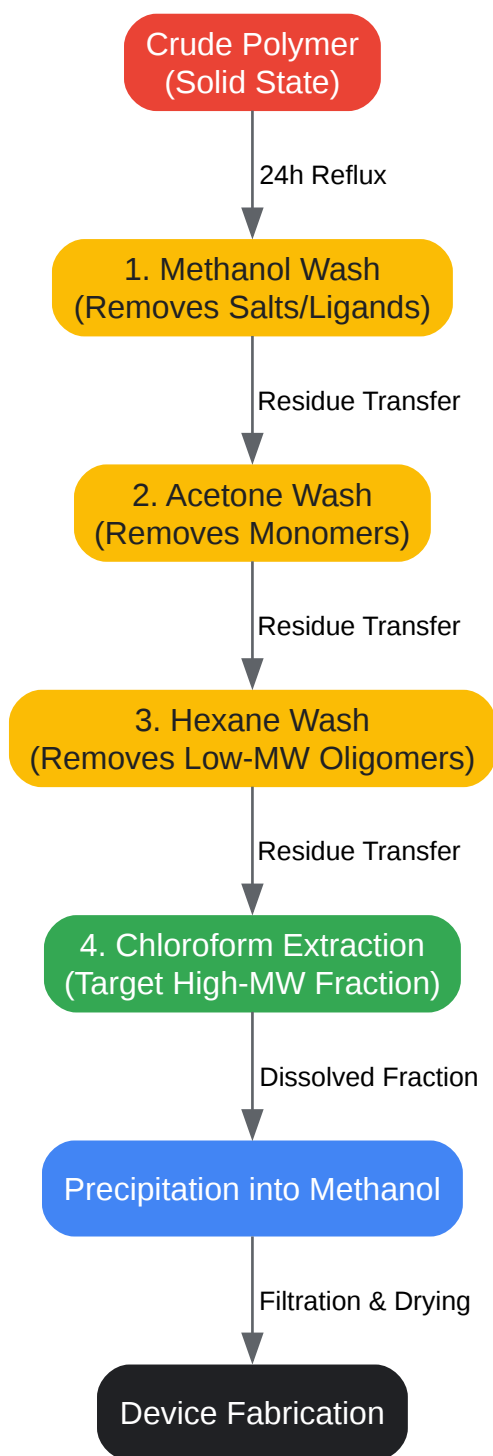 Crude Polymer
(Solid State)
24h Reflux
1. Methanol Wash
(Removes Salts/Ligands)
Residue Transfer
2. Acetone Wash
(Removes Monomers)
Residue Transfer
3. Hexane Wash
(Removes Low-MW Oligomers)
Residue Transfer
4. Chloroform Extraction
(Target High-MW Fraction)
Dissolved Fraction
Precipitation into Methanol
Filtration & Drying
Device Fabrication